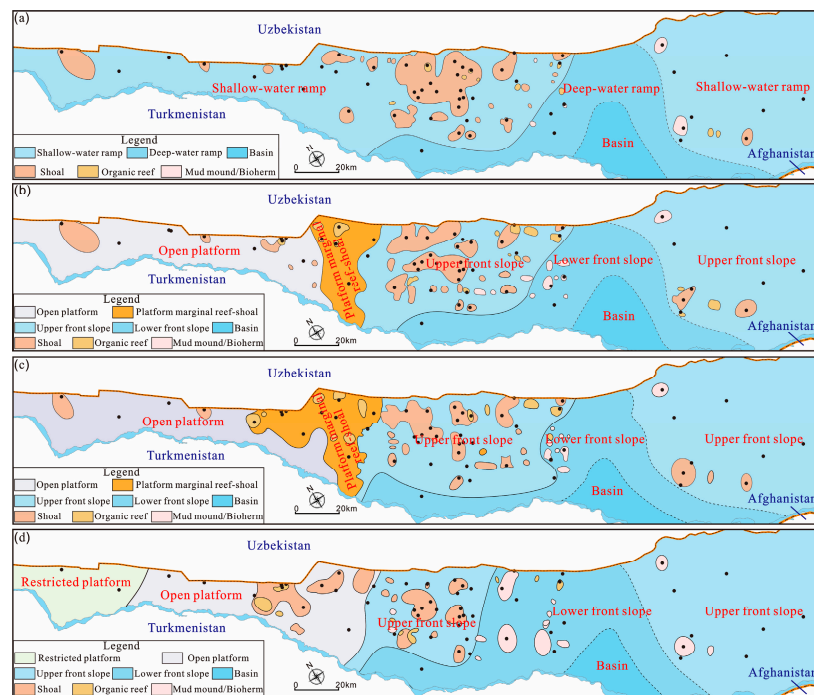 (a)
Uzbekistan
Shallow-water ramp
Deep-water ramp
Shallow-water ramp
Turkmenistan
Basin
Afghanistan
Legend
Shallow-water ramp
Deep-water ramp
Basin
Shoal
Organic reef
Mud mound/Bioherm
N
0 20km
(b)
Uzbekistan
Open platform
Platform marginal
reef-shoal
Upper front slope
Lower front slope
Upper front slope
Turkmenistan
Basin
Afghanistan
Legend
Open platform
Platform marginal reef-shoal
Upper front slope
Lower front slope
Basin
Shoal
Organic reef
Mud mound/Bioherm
N
0 20km
(c)
Uzbekistan
Open platform
Platform marginal
reef-shoal
Upper front slope
Lower front slope
Upper front slope
Turkmenistan
Basin
Afghanistan
Legend
Open platform
Platform marginal reef-shoal
Upper front slope
Lower front slope
Basin
Shoal
Organic reef
Mud mound/Bioherm
N
0 20km
(d)
Uzbekistan
Restricted platform
Open platform
Upper front slope
Lower front slope
Upper front slope
Turkmenistan
Basin
Afghanistan
Legend
Restricted platform
Open platform
Upper front slope
Lower front slope
Basin
Shoal
Organic reef
Mud mound/Bioherm
N
0 20km